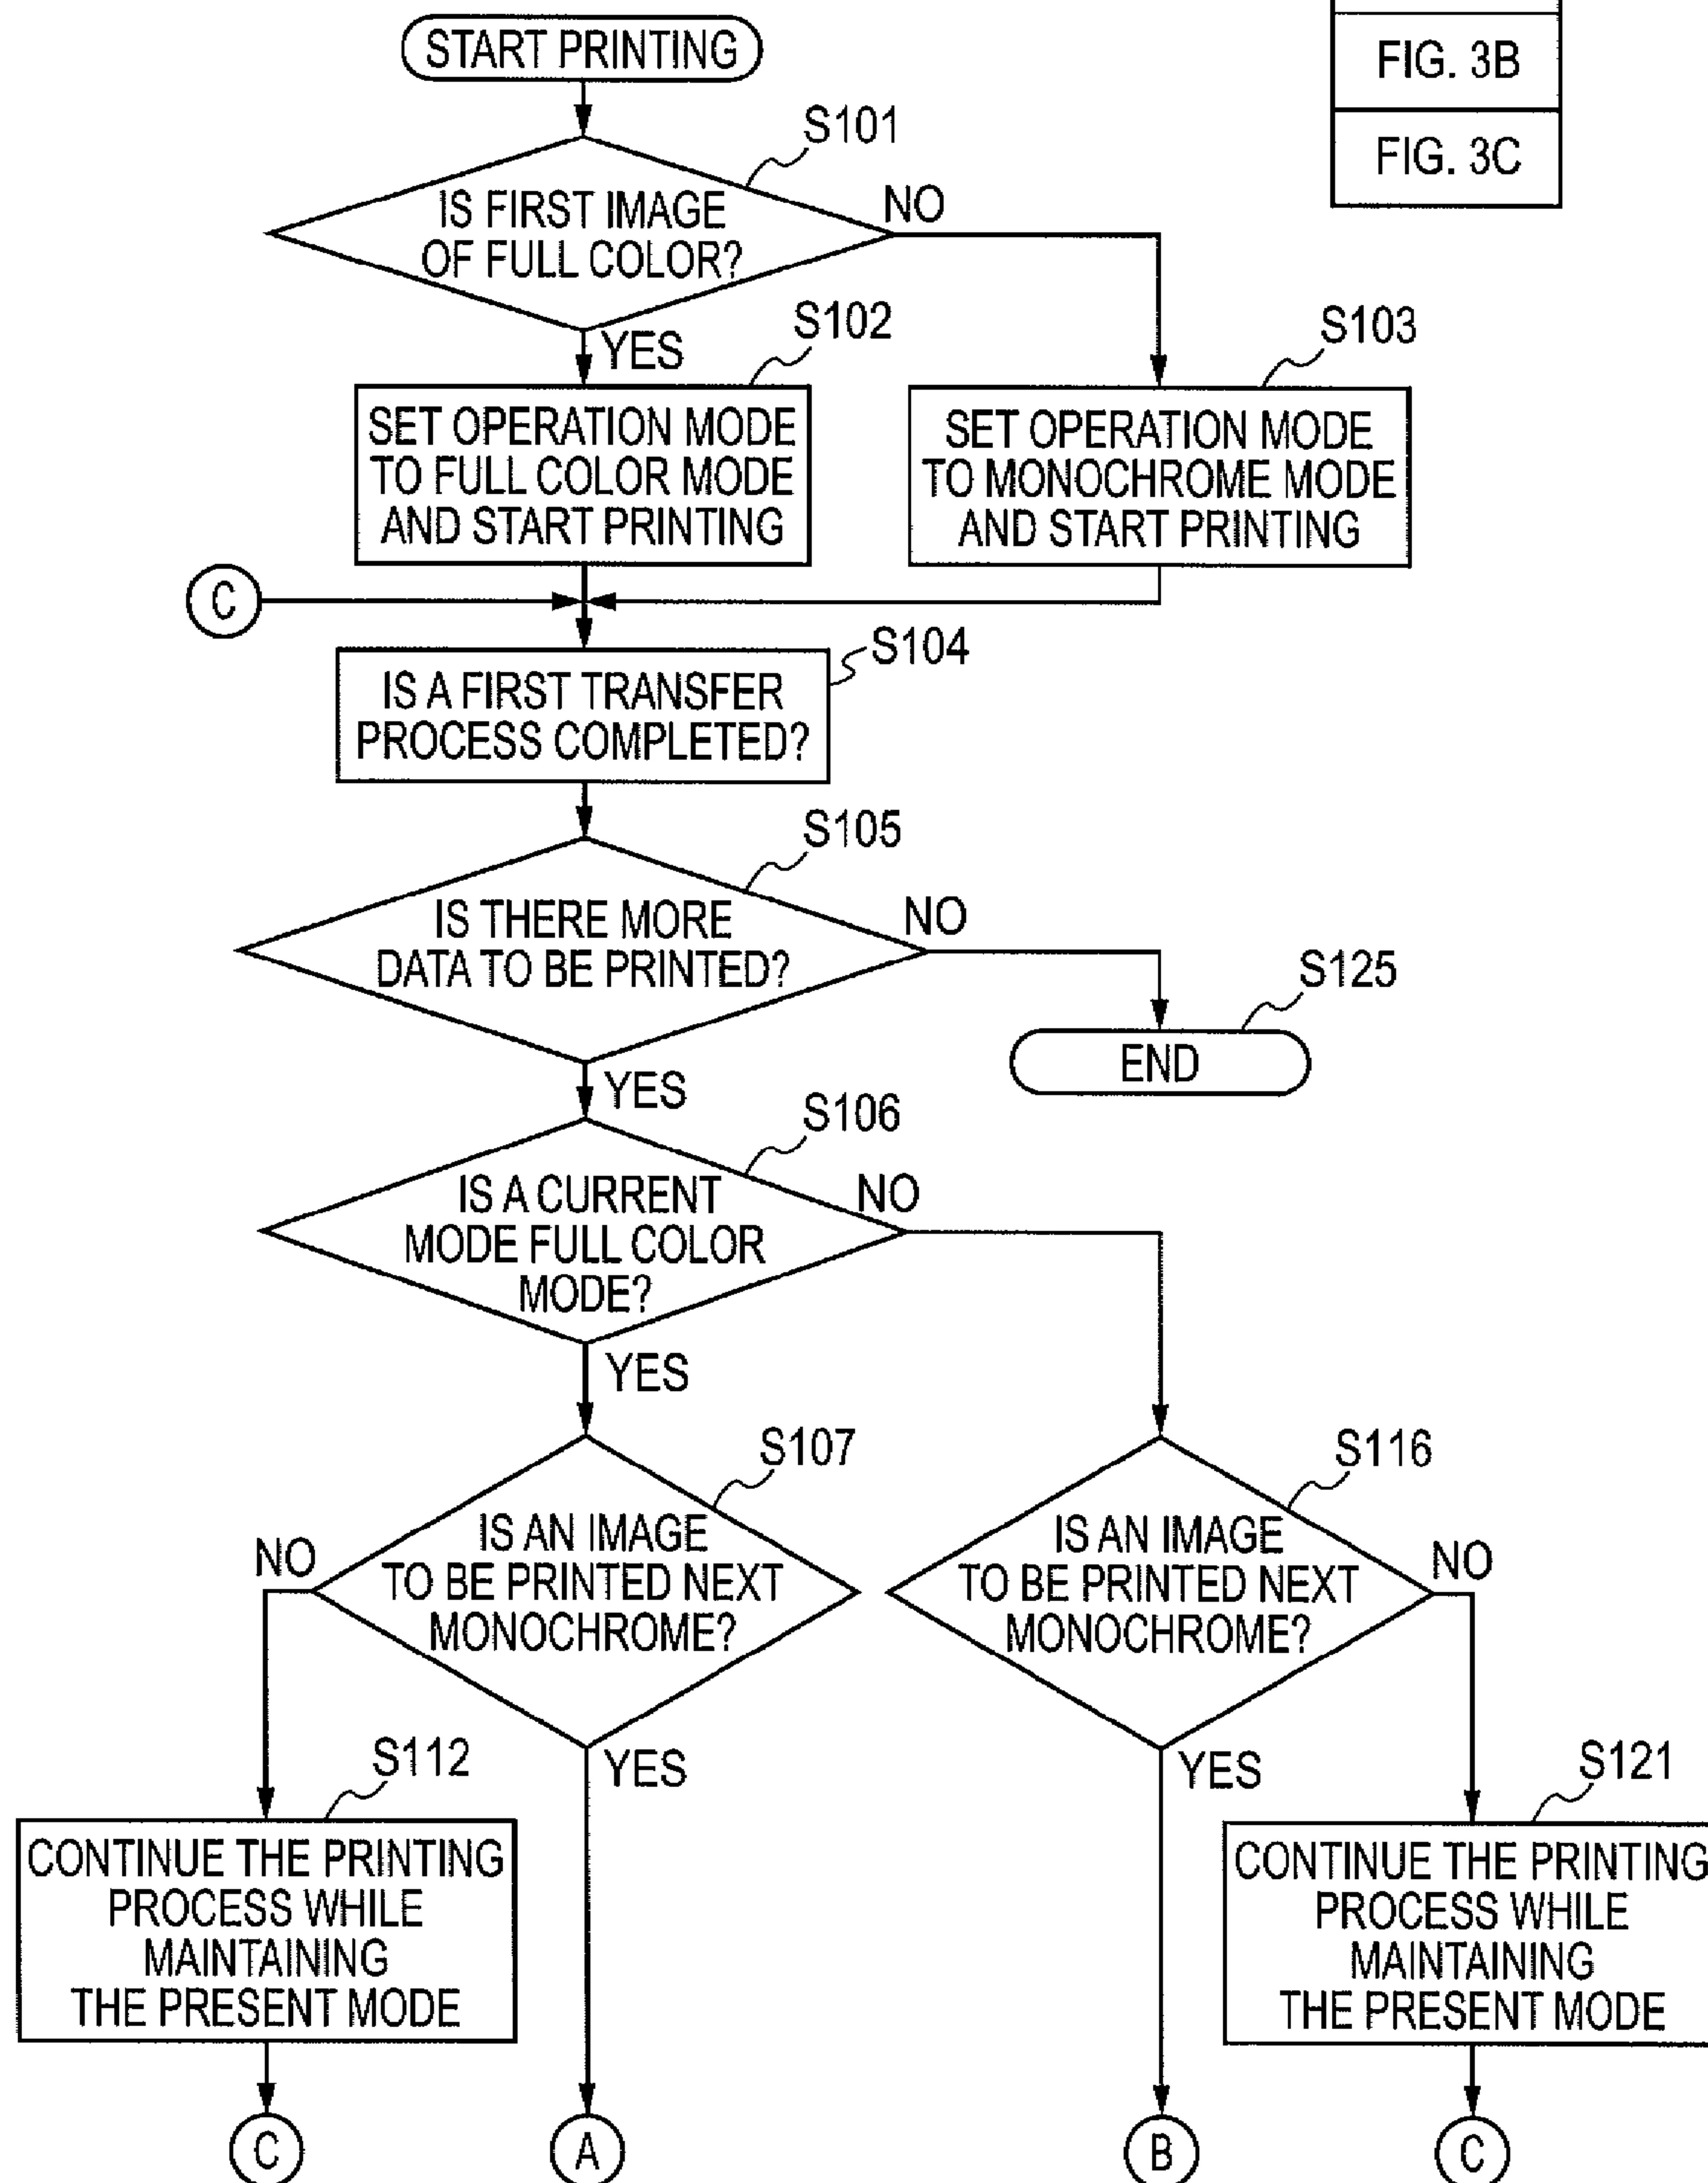 START PRINTING
FIG. 3B
FIG. 3C
S101
IS FIRST IMAGE
OF FULL COLOR?
NO
YES
S102
SET OPERATION MODE
TO FULL COLOR MODE
AND START PRINTING
S103
SET OPERATION MODE
TO MONOCHROME MODE
AND START PRINTING
C
S104
IS A FIRST TRANSFER
PROCESS COMPLETED?
S105
IS THERE MORE
DATA TO BE PRINTED?
NO
S125
END
YES
S106
IS A CURRENT
MODE FULL COLOR
MODE?
NO
YES
S107
IS AN IMAGE
TO BE PRINTED NEXT
MONOCHROME?
NO
YES
S116
IS AN IMAGE
TO BE PRINTED NEXT
MONOCHROME?
NO
YES
S112
CONTINUE THE PRINTING
PROCESS WHILE
MAINTAINING
THE PRESENT MODE
S121
CONTINUE THE PRINTING
PROCESS WHILE
MAINTAINING
THE PRESENT MODE
C
A
B
C